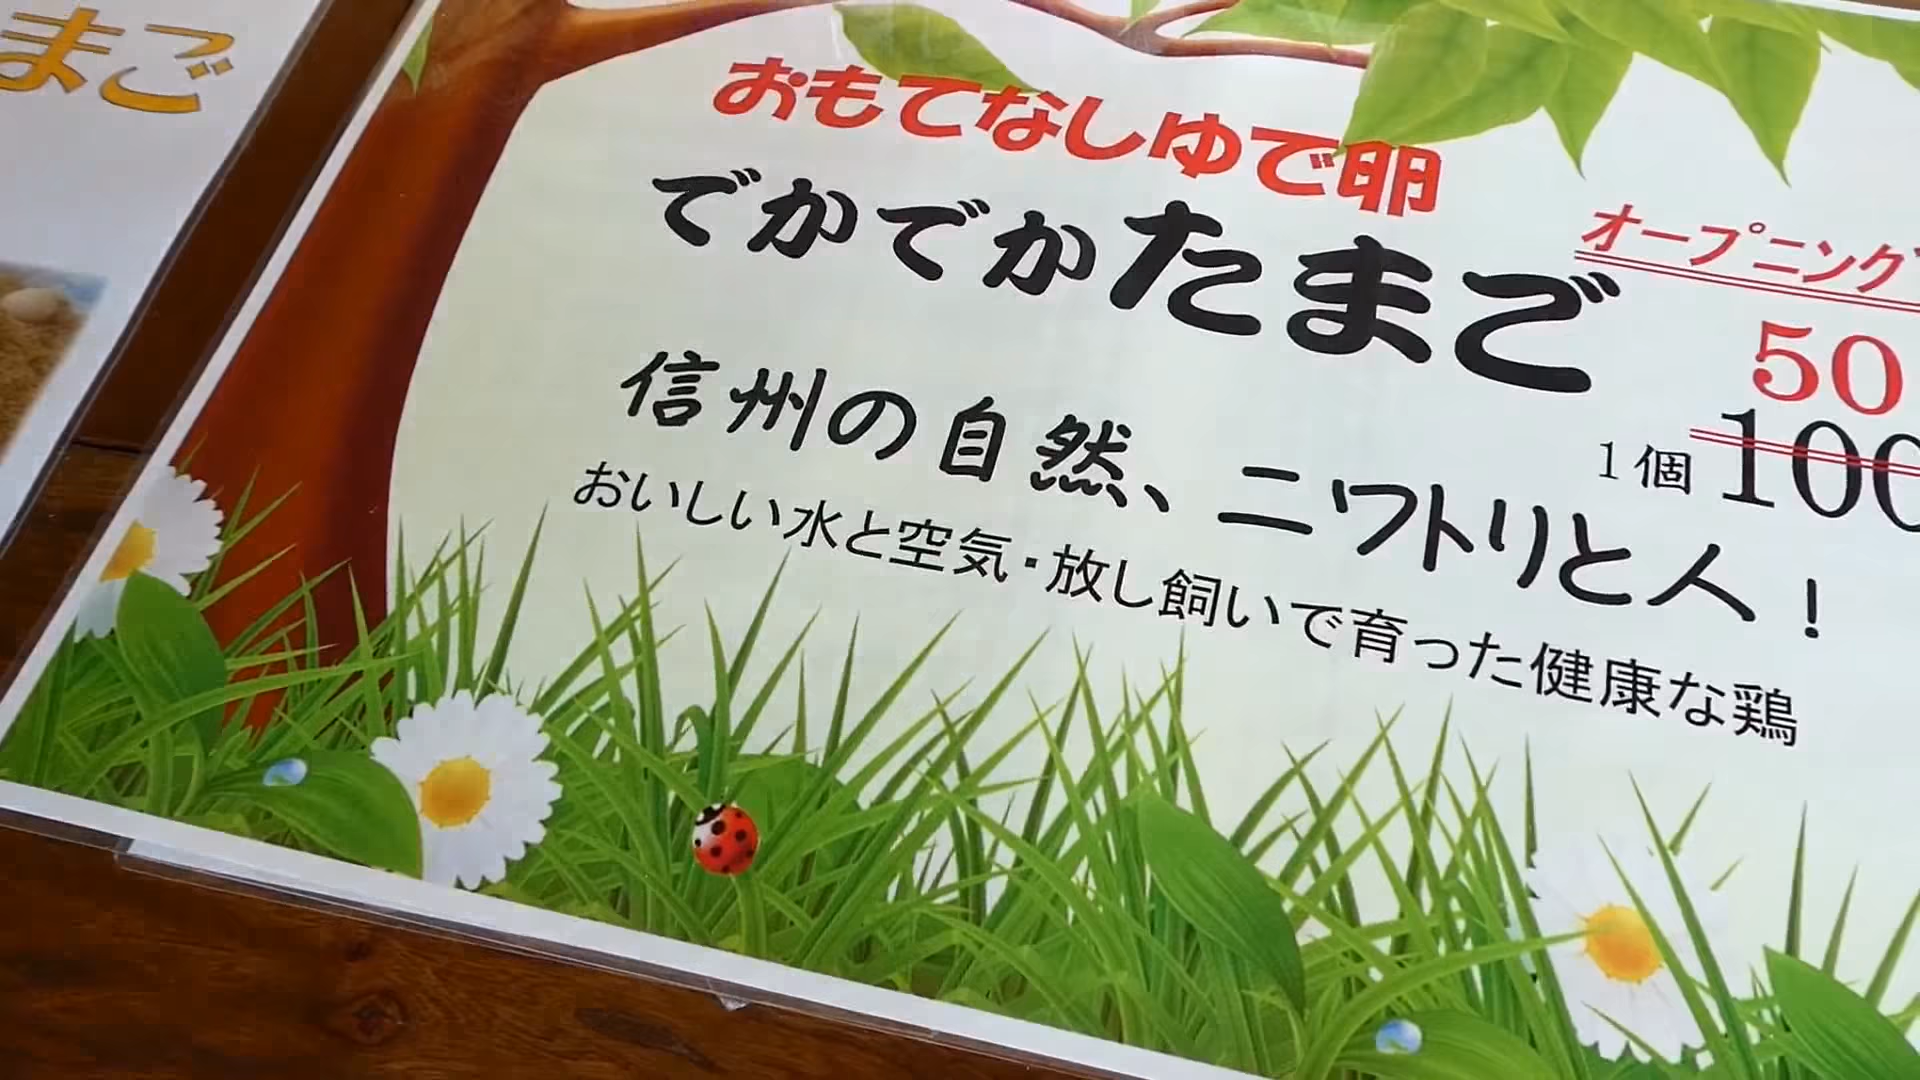 まご
おもてなしゆで卵
でかでかたまご
オープニング
50
1個 100
信州の自然、ニワトリと人!
おいしい水と空気・放し飼いで育った健康な鶏